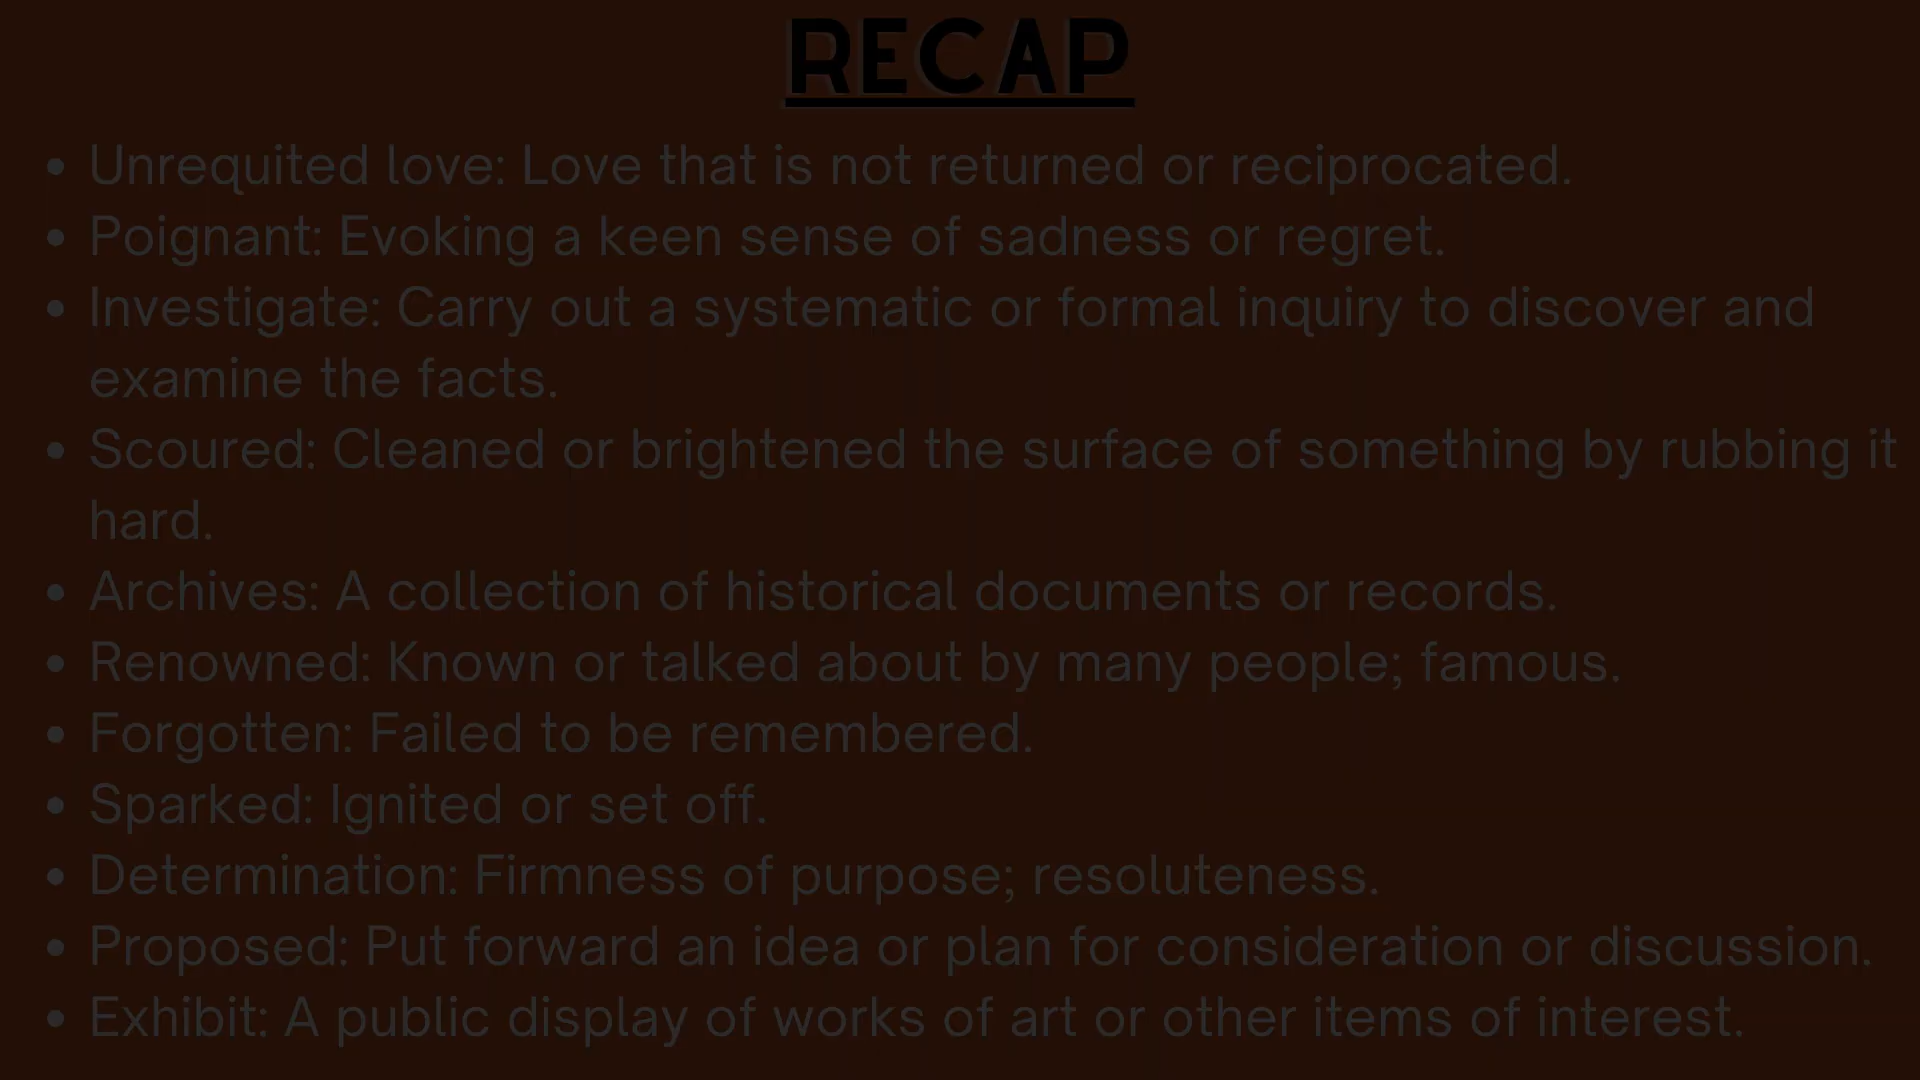 RECAP
• Unrequited love: Love that is not returned or reciprocated.
• Poignant: Evoking a keen sense of sadness or regret.
• Investigate: Carry out a systematic or formal inquiry to discover and
examine the facts.
• Scoured: Cleaned or brightened the surface of something by rubbing it
hard.
• Archives: A collection of historical documents or records.
• Renowned: Known or talked about by many people; famous.
• Forgotten: Failed to be remembered.
• Sparked: Ignited or set off.
• Determination: Firmness of purpose; resoluteness.
• Proposed: Put forward an idea or plan for consideration or discussion.
• Exhibit: A public display of works of art or other items of interest.